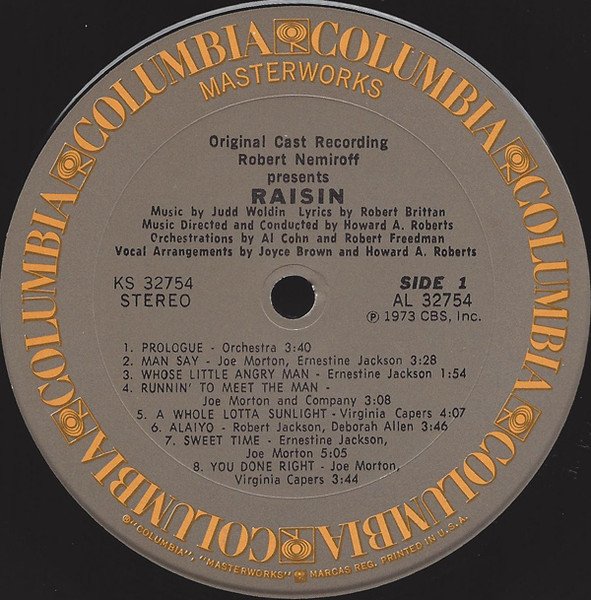 COLUMBIA COLUMBIA COLUMBIA COLUMBIA COLUMBIA COLUMBIA COLUMBIA COLUMBIA
MASTERWORKS
Original Cast Recording
Robert Nemiroff
presents
RAISIN
Music by Judd Woldin Lyrics by Robert Brittan
Music Directed and Conducted by Howard A. Roberts
Orchestrations by Al Cohn and Robert Freedman
Vocal Arrangements by Joyce Brown and Howard A. Roberts
KS 32754
STEREO
SIDE 1
AL 32754
Ⓟ 1973 CBS, Inc.
1. PROLOGUE - Orchestra 3:40
2. MAN SAY - Joe Morton, Ernestine Jackson 3:28
3. WHOSE LITTLE ANGRY MAN - Ernestine Jackson 1:54
4. RUNNIN' TO MEET THE MAN -
Joe Morton and Company 3:08
5. A WHOLE LOTTA SUNLIGHT - Virginia Capers 4:07
6. ALAIYO - Robert Jackson, Deborah Allen 3:46
7. SWEET TIME - Ernestine Jackson,
Joe Morton 5:05
8. YOU DONE RIGHT - Joe Morton,
Virginia Capers 3:44
® "COLUMBIA", "MASTERWORKS" MARCAS REG. PRINTED IN U.S.A.